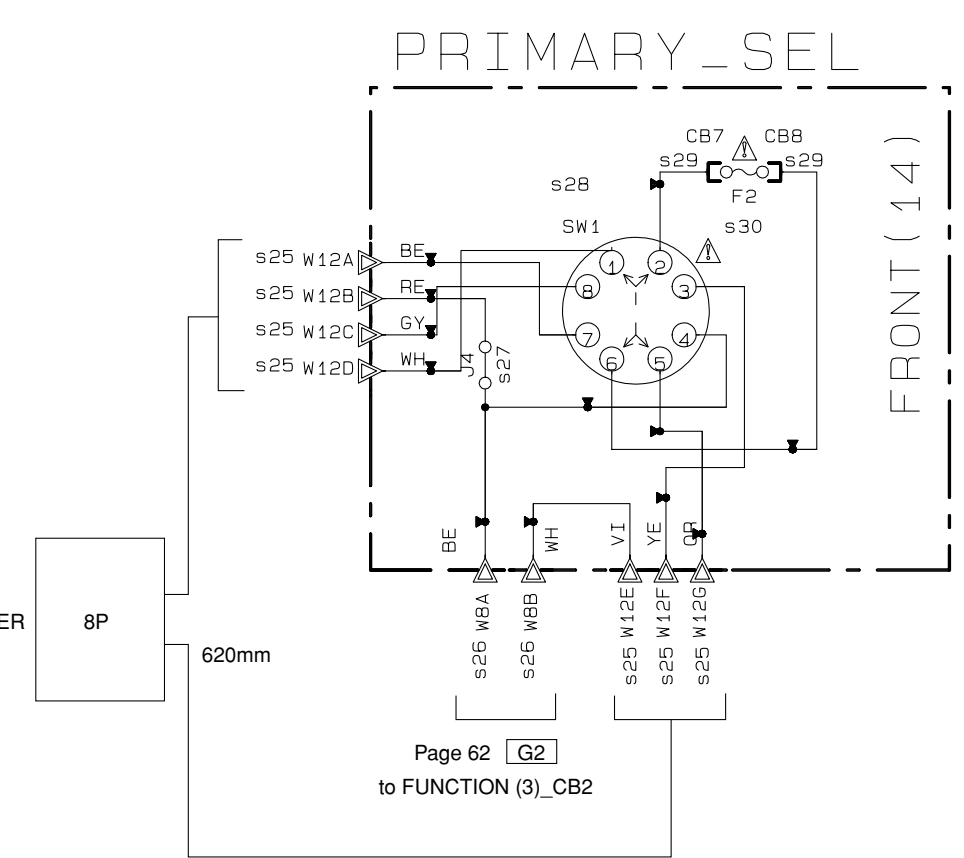 PRIMARY_SEL
CB7 CB8
s29 s29
F2
s28
SW1
s30
FRONT(14)
1 2
8 3
7 4
6 5
s25 W12A BE
s25 W12B RE
s25 W12C GY
s25 W12D WH
J4
s27
BE
WH
VI
YE
OR
s26 W8A
s26 W8B
s25 W12E
s25 W12F
s25 W12G
ER
8P
620mm
Page 62 G2
to FUNCTION (3)_CB2